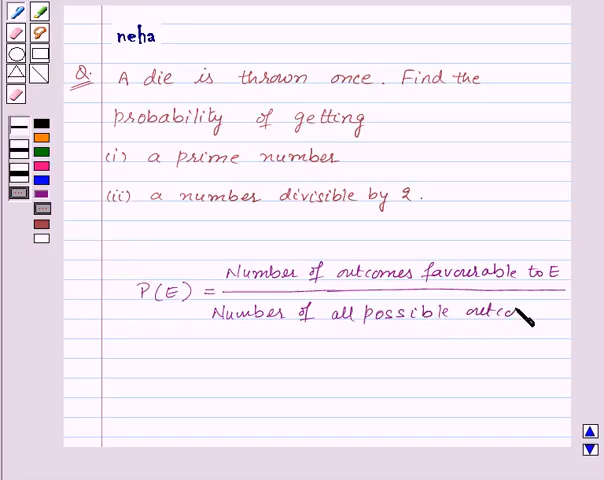 neha
Q. A die is thrown once. Find the
probability of getting
(i) a prime number
(ii) a number divisible by 2.
P(E) = Number of outcomes favourable to E
Number of all possible outco